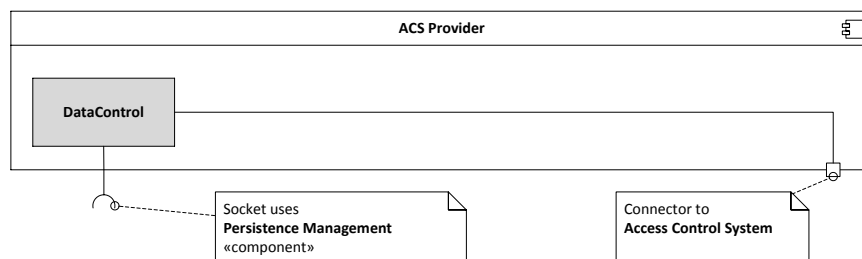 ACS Provider
DataControl
Socket uses
Persistence Management
«component»
Connector to
Access Control System